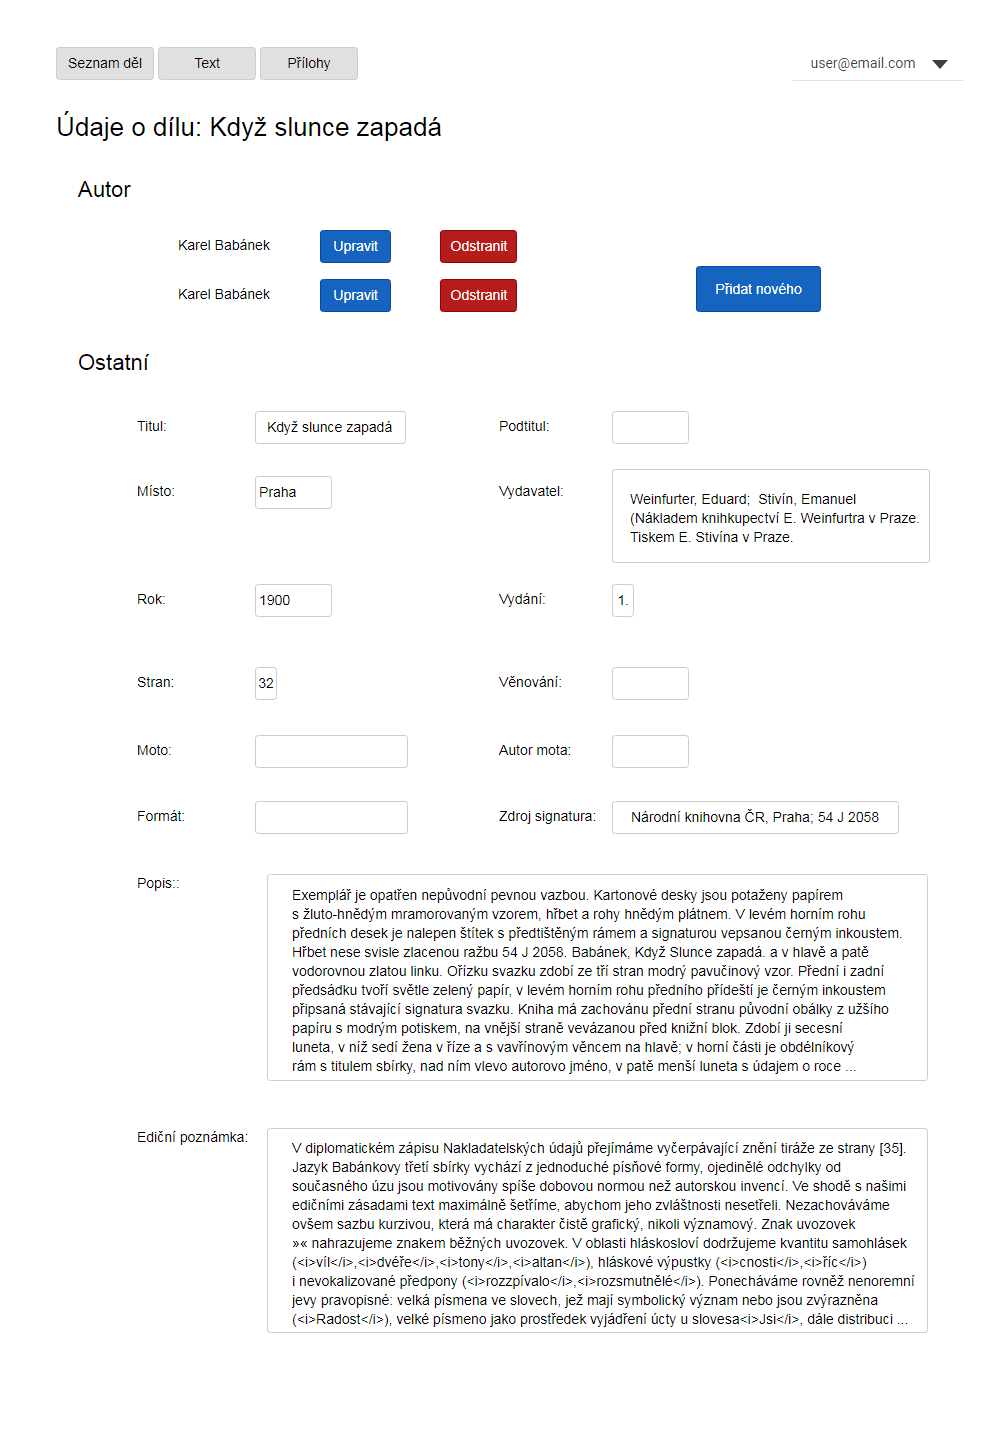 Seznam děl Text Přílohy user@email.com
Údaje o dílu: Když slunce zapadá
Autor
Karel Babánek Upravit Odstranit
Karel Babánek Upravit Odstranit
Přidat nového
Ostatní
Titul: Když slunce zapadá Podtitul:
Místo: Praha Vydavatel:
Weinfurter, Eduard; Stivín, Emanuel
(Nákladem knihkupectví E. Weinfurtra v Praze.
Tiskem E. Stivína v Praze.
Rok: 1900 Vydání: 1.
Stran: 32 Věnování:
Moto: Autor mota:
Formát: Zdroj signatura: Národní knihovna ČR, Praha; 54 J 2058
Popis::
Exemplář je opatřen nepůvodní pevnou vazbou. Kartonové desky jsou potaženy papírem
s žluto-hnědým mramorovaným vzorem, hřbet a rohy hnědým plátnem. V levém horním rohu
předních desek je nalepen štítek s předtištěným rámem a signaturou vepsanou černým inkoustem.
Hřbet nese svisle zlacenou ražbu 54 J 2058. Babánek, Když Slunce zapadá. a v hlavě a patě
vodorovnou zlatou linku. Ořízku svazku zdobí ze tří stran modrý pavučinový vzor. Přední i zadní
předsádku tvoří světle zelený papír, v levém horním rohu předního přídeští je černým inkoustem
připsaná stávající signatura svazku. Kniha má zachovánu přední stranu původní obálky z užšího
papíru s modrým potiskem, na vnější straně vevázanou před knižní blok. Zdobí ji secesní
luneta, v níž sedí žena v říze a s vavřínovým věncem na hlavě; v horní části je obdélníkový
rám s titulem sbírky, nad ním vlevo autorovo jméno, v patě menší luneta s údajem o roce ...
Ediční poznámka:
V diplomatickém zápisu Nakladatelských údajů přejímáme vyčerpávající znění tiráže ze strany [35].
Jazyk Babánkovy třetí sbírky vychází z jednoduché písňové formy, ojedinělé odchylky od
současného úzu jsou motivovány spíše dobovou normou než autorskou invencí. Ve shodě s našimi
edičními zásadami text maximálně šetříme, abychom jeho zvláštnosti nesetřeli. Nezachováváme
ovšem sazbu kurzivou, která má charakter čistě grafický, nikoli významový. Znak uvozovek
»« nahrazujeme znakem běžných uvozovek. V oblasti hláskosloví dodržujeme kvantitu samohlásek
(<i>víl</i>,<i>dvéře</i>,<i>tony</i>,<i>altan</i>), hláskové výpustky (<i>cnosti</i>,<i>říc</i>)
i nevokalizované předpony (<i>rozzpívalo</i>,<i>rozsmutnělé</i>). Ponecháváme rovněž nenoremní
jevy pravopisné: velká písmena ve slovech, jež mají symbolický význam nebo jsou zvýrazněna
(<i>Radost</i>), velké písmeno jako prostředek vyjádření úcty u slovesa<i>Jsi</i>, dále distribuci ...